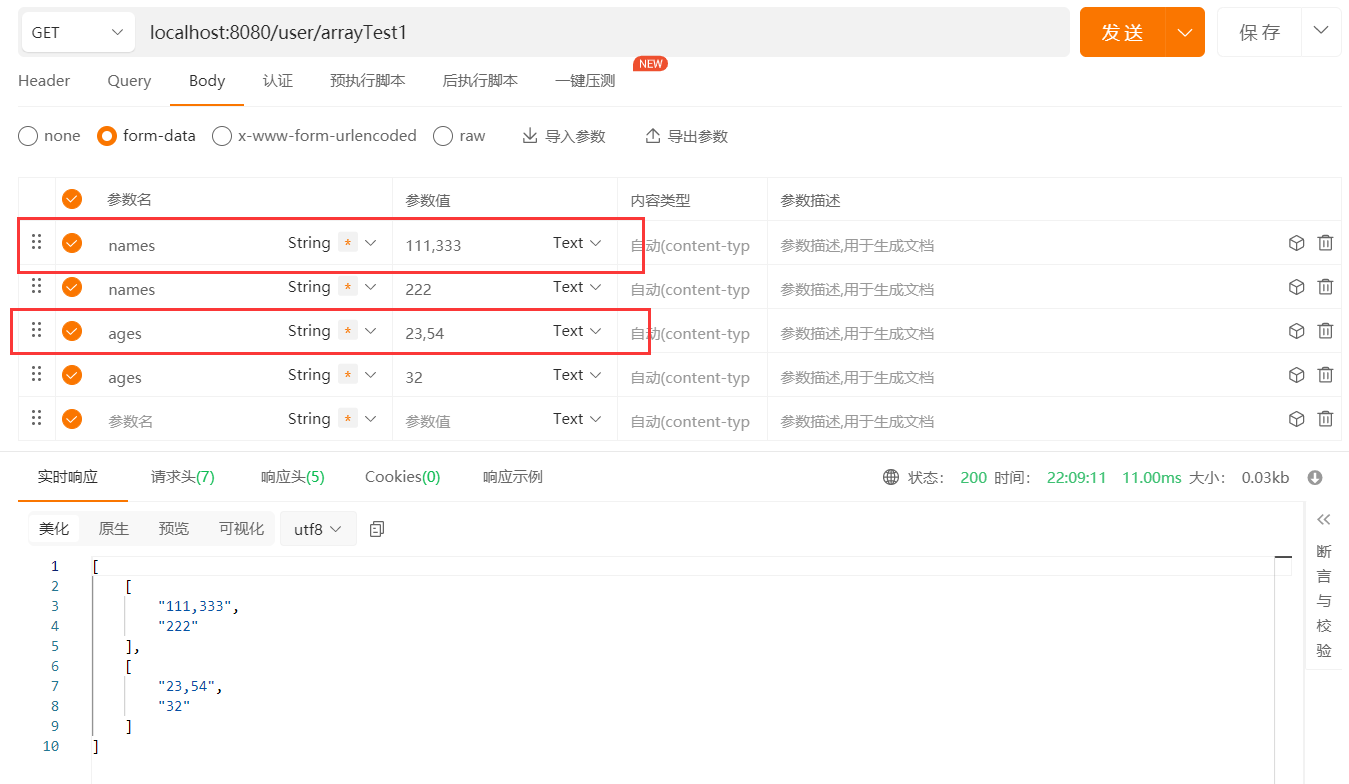 GET localhost:8080/user/arrayTest1 发送 保存
NEW
Header Query Body 认证 预执行脚本 后执行脚本 一键压测
none form-data x-www-form-urlencoded raw 导入参数 导出参数
参数名 参数值 内容类型 参数描述
names String * 111,333 Text 自动(content-typ 参数描述,用于生成文档
names String * 222 Text 自动(content-typ 参数描述,用于生成文档
ages String * 23,54 Text 自动(content-typ 参数描述,用于生成文档
ages String * 32 Text 自动(content-typ 参数描述,用于生成文档
参数名 String * 参数值 Text 自动(content-typ 参数描述,用于生成文档
实时响应 请求头(7) 响应头(5) Cookies(0) 响应示例 状态: 200 时间: 22:09:11 11.00ms 大小: 0.03kb
美化 原生 预览 可视化 utf8
断言与校验
1 [
2 [
3 "111,333",
4 "222"
5 ],
6 [
7 "23,54",
8 "32"
9 ]
10 ]